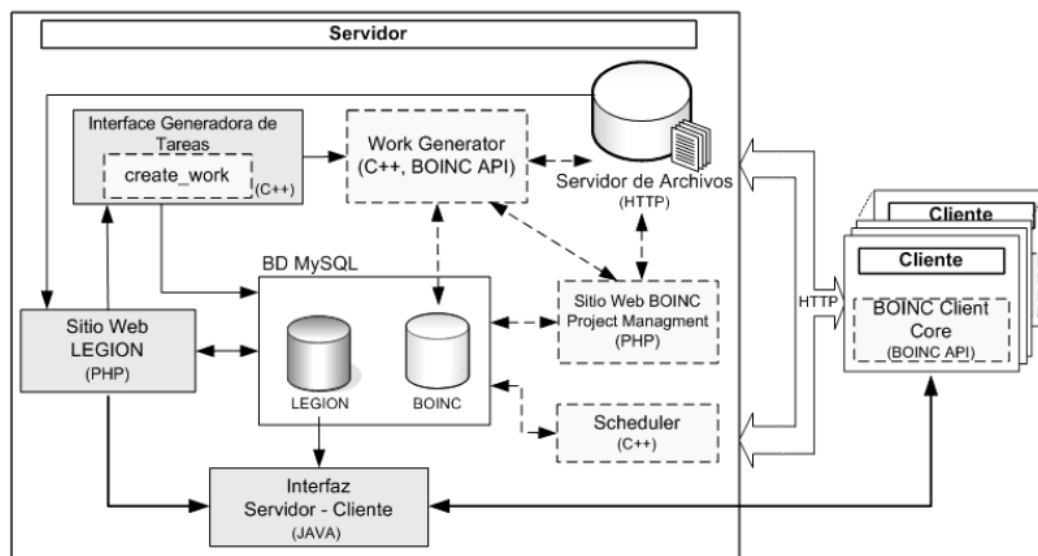 Servidor
Interface Generadora de
Tareas
create_work
(C++)
Work Generator
(C++, BOINC API)
Servidor de Archivos
(HTTP)
BD MySQL
LEGION
BOINC
Sitio Web
LEGION
(PHP)
Sitio Web BOINC
Project Managment
(PHP)
Scheduler
(C++)
Interfaz
Servidor - Cliente
(JAVA)
HTTP
Cliente
Cliente
BOINC Client
Core
(BOINC API)